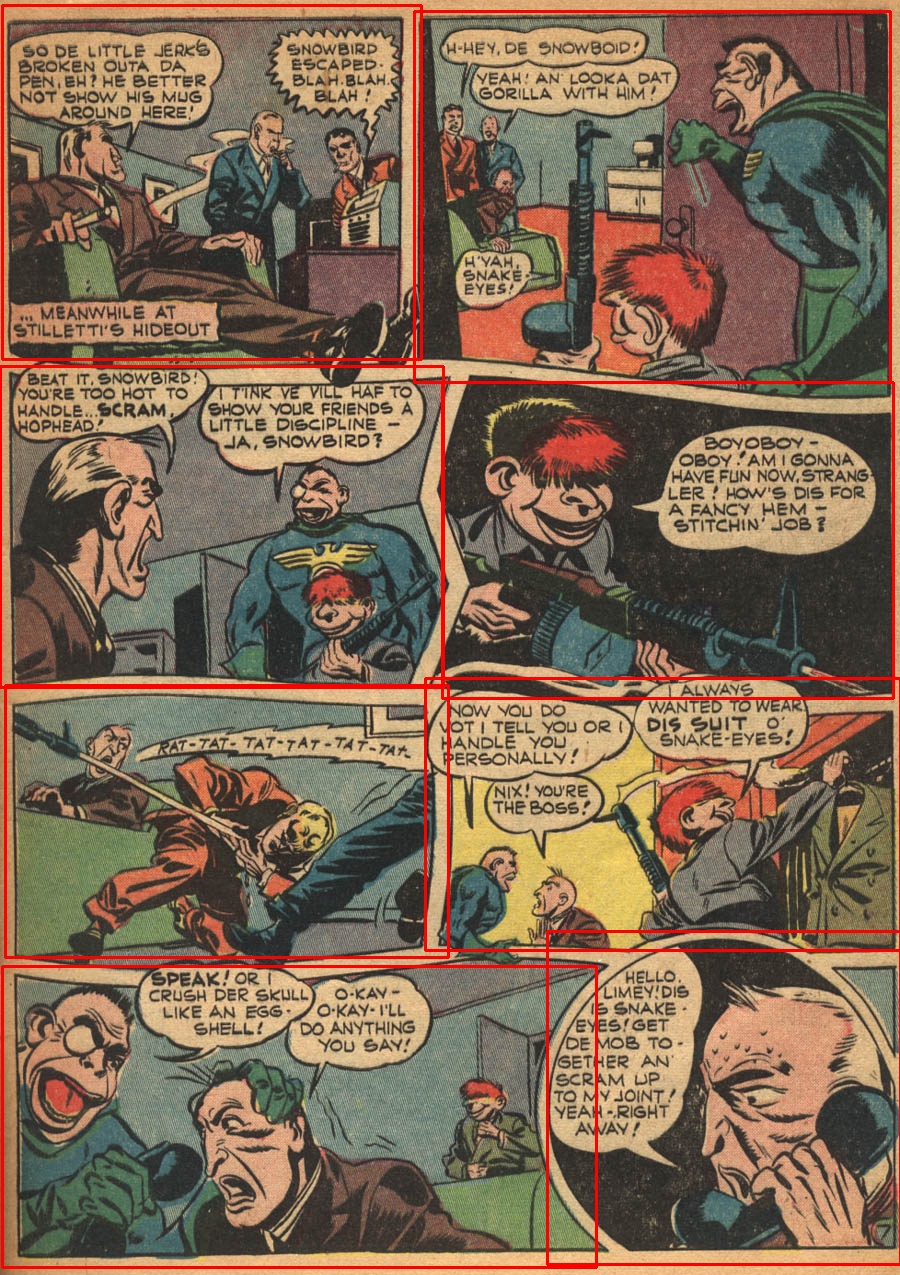 SO DE LITTLE JERK'S
BROKEN OUTA DA
PEN, EH? HE BETTER
NOT SHOW HIS MUG
AROUND HERE!
SNOWBIRD
ESCAPED-
BLAH-BLAH-
BLAH!
... MEANWHILE AT
STILLETTI'S HIDEOUT
H-HEY, DE SNOWBOID!
YEAH! AN' LOOKA DAT
GORILLA WITH HIM!
H'YAH,
SNAKE-
EYES!
BEAT IT, SNOWBIRD!
YOU'RE TOO HOT TO
HANDLE... SCRAM,
HOPHEAD!
I T'INK VE VILL HAF TO
SHOW YOUR FRIENDS A
LITTLE DISCIPLINE —
JA, SNOWBIRD?
BOYOBOY-
OBOY! AM I GONNA
HAVE FUN NOW, STRANG-
LER! HOW'S DIS FOR
A FANCY HEM-
STITCHIN' JOB?
RAT-TAT-TAT-TAT-TAT-TAT-
NOW YOU DO
VOT I TELL YOU OR I
HANDLE YOU
PERSONALLY!
NIX! YOU'RE
THE BOSS!
I ALWAYS
WANTED TO WEAR
DIS SUIT O'
SNAKE-EYES!
SPEAK! OR I
CRUSH DER SKULL
LIKE AN EGG-
SHELL!
O-KAY-
O-KAY-I'LL
DO ANYTHING
YOU SAY!
HELLO,
LIMEY! DIS
IS SNAKE-
EYES! GET
DE MOB TO-
GETHER AN'
SCRAM UP
TO MY JOINT!
YEAH-RIGHT
AWAY!
7